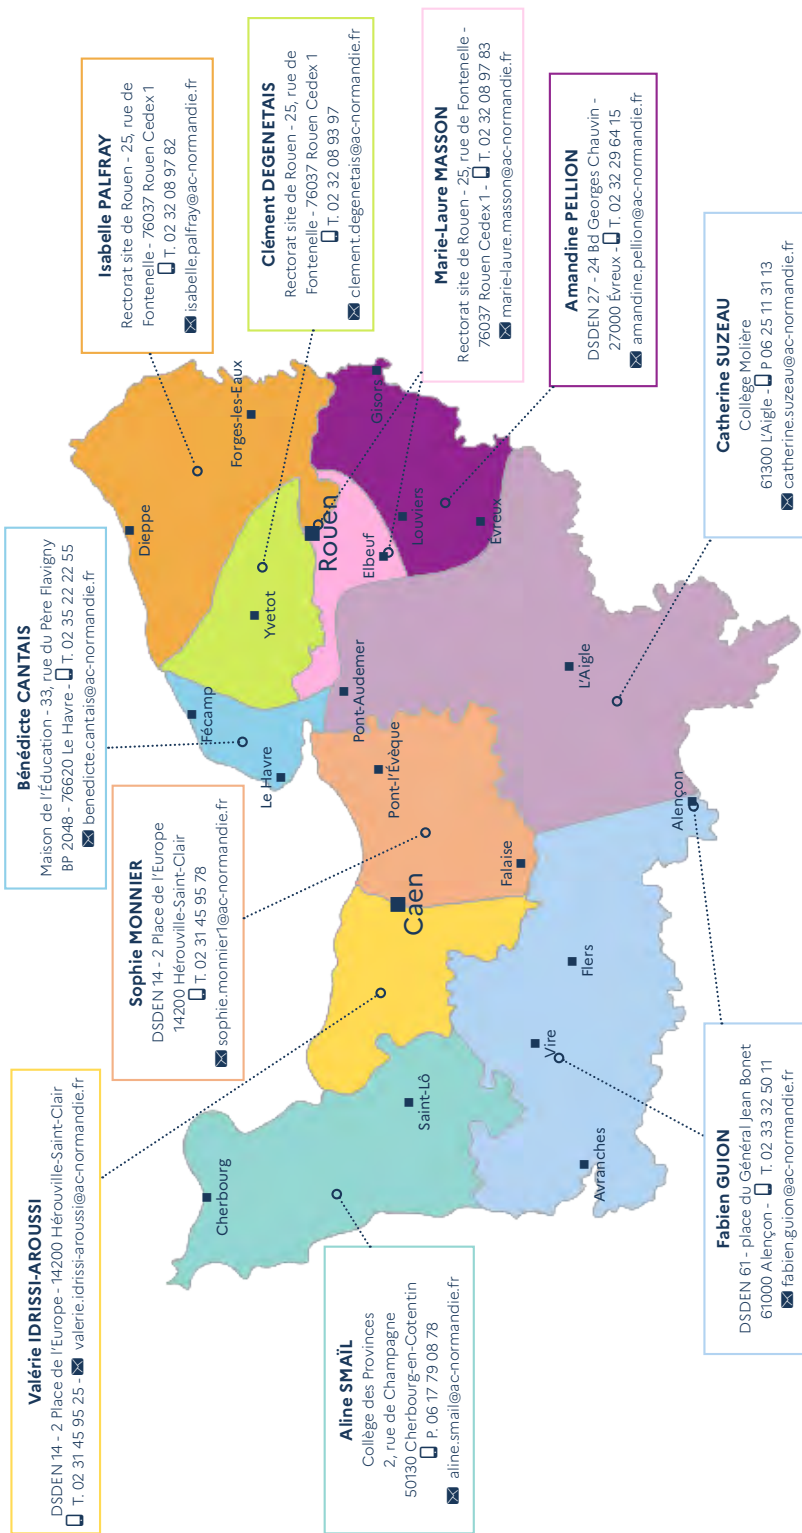 Valérie IDRISSI-AROUSSI
DSDEN 14 - 2 Place de l'Europe - 14200 Hérouville-Saint-Clair
T. 02 31 45 95 25 - valerie.idrissi-aroussi@ac-normandie.fr
Sophie MONNIER
DSDEN 14 - 2 Place de l'Europe
14200 Hérouville-Saint-Clair
T. 02 31 45 95 78
sophie.monnier1@ac-normandie.fr
Bénédicte CANTAIS
Maison de l'Éducation - 33, rue du Père Flavigny
BP 2048 - 76620 Le Havre - T. 02 35 22 22 55
benedicte.cantais@ac-normandie.fr
Isabelle PALFRAY
Rectorat site de Rouen - 25, rue de
Fontenelle - 76037 Rouen Cedex 1
T. 02 32 08 97 82
isabelle.palfray@ac-normandie.fr
Clément DEGENETAIS
Rectorat site de Rouen - 25, rue de
Fontenelle - 76037 Rouen Cedex 1
T. 02 32 08 93 97
clement.degenetais@ac-normandie.fr
Marie-Laure MASSON
Rectorat site de Rouen - 25, rue de Fontenelle -
76037 Rouen Cedex 1 - T. 02 32 08 97 83
marie-laure.masson@ac-normandie.fr
Amandine PELLION
DSDEN 27 - 24 Bd Georges Chauvin -
27000 Évreux - T. 02 32 29 64 15
amandine.pellion@ac-normandie.fr
Catherine SUZEAU
Collège Molière
61300 L'Aigle - P 06 25 11 31 13
catherine.suzeau@ac-normandie.fr
Fabien GUION
DSDEN 61 - place du Général Jean Bonet
61000 Alençon - T. 02 33 32 50 11
fabien.guion@ac-normandie.fr
Aline SMAÏL
Collège des Provinces
2, rue de Champagne
50130 Cherbourg-en-Cotentin
P. 06 17 79 08 78
aline.smail@ac-normandie.fr
Dieppe
Forges-les-Eaux
Fécamp
Yvetot
Le Havre
Rouen
Elbeuf
Gisors
Louviers
Evreux
Pont-Audemer
Pont-l'Évèque
Caen
Falaise
L'Aigle
Alençon
Cherbourg
Saint-Lô
Vire
Flers
Avranches